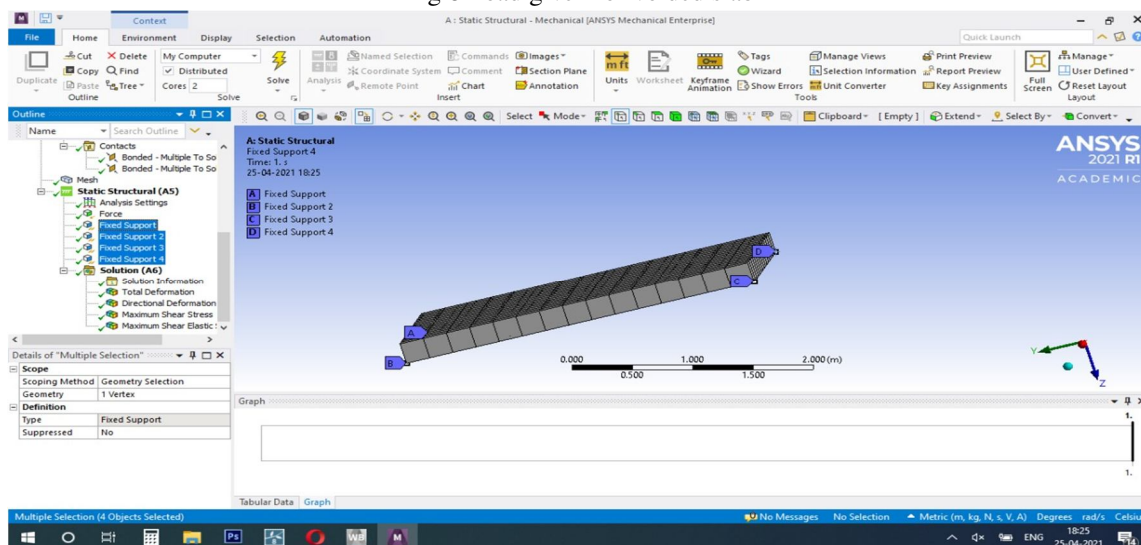 A : Static Structural - Mechanical [ANSYS Mechanical Enterprise]
Context
File Home Environment Display Selection Automation
Quick Launch
Duplicate
Cut
Copy
Paste
Delete
Find
Tree
Outline
My Computer
Distributed
Cores 2
Solve
Solve
Analysis
Named Selection
Coordinate System
Remote Point
Commands
Comment
Chart
Images
Section Plane
Annotation
Insert
Units
Worksheet
Keyframe Animation
Tags
Wizard
Show Errors
Manage Views
Selection Information
Unit Converter
Print Preview
Report Preview
Key Assignments
Tools
Full Screen
Manage
User Defined
Reset Layout
Layout
Outline
Name
Search Outline
Select Mode
Clipboard [ Empty ] Extend Select By Convert
Contacts
Bonded - Multiple To So
Bonded - Multiple To So
Mesh
Static Structural (A5)
Analysis Settings
Force
Fixed Support
Fixed Support 2
Fixed Support 3
Fixed Support 4
Solution (A6)
Solution Information
Total Deformation
Directional Deformation
Maximum Shear Stress
Maximum Shear Elastic
Details of "Multiple Selection"
Scope
Scoping Method Geometry Selection
Geometry 1 Vertex
Definition
Type Fixed Support
Suppressed No
A: Static Structural
Fixed Support 4
Time: 1. s
25-04-2021 18:25
A Fixed Support
B Fixed Support 2
C Fixed Support 3
D Fixed Support 4
ANSYS
2021 R1
ACADEMIC
D
C
A
B
0.000 1.000 2.000 (m)
0.500 1.500
Y
Z
Graph
1.
1.
Tabular Data Graph
Multiple Selection (4 Objects Selected) No Messages No Selection Metric (m, kg, N, s, V, A) Degrees rad/s Celsiu
ENG 18:25
25-04-2021